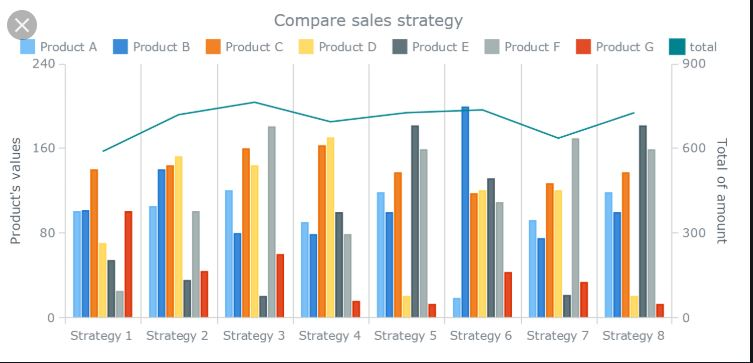 Compare sales strategy
Product A Product B Product C Product D Product E Product F Product G total
240 900
160 600
80 300
0 0
Product's values
Total of amount
Strategy 1 Strategy 2 Strategy 3 Strategy 4 Strategy 5 Strategy 6 Strategy 7 Strategy 8